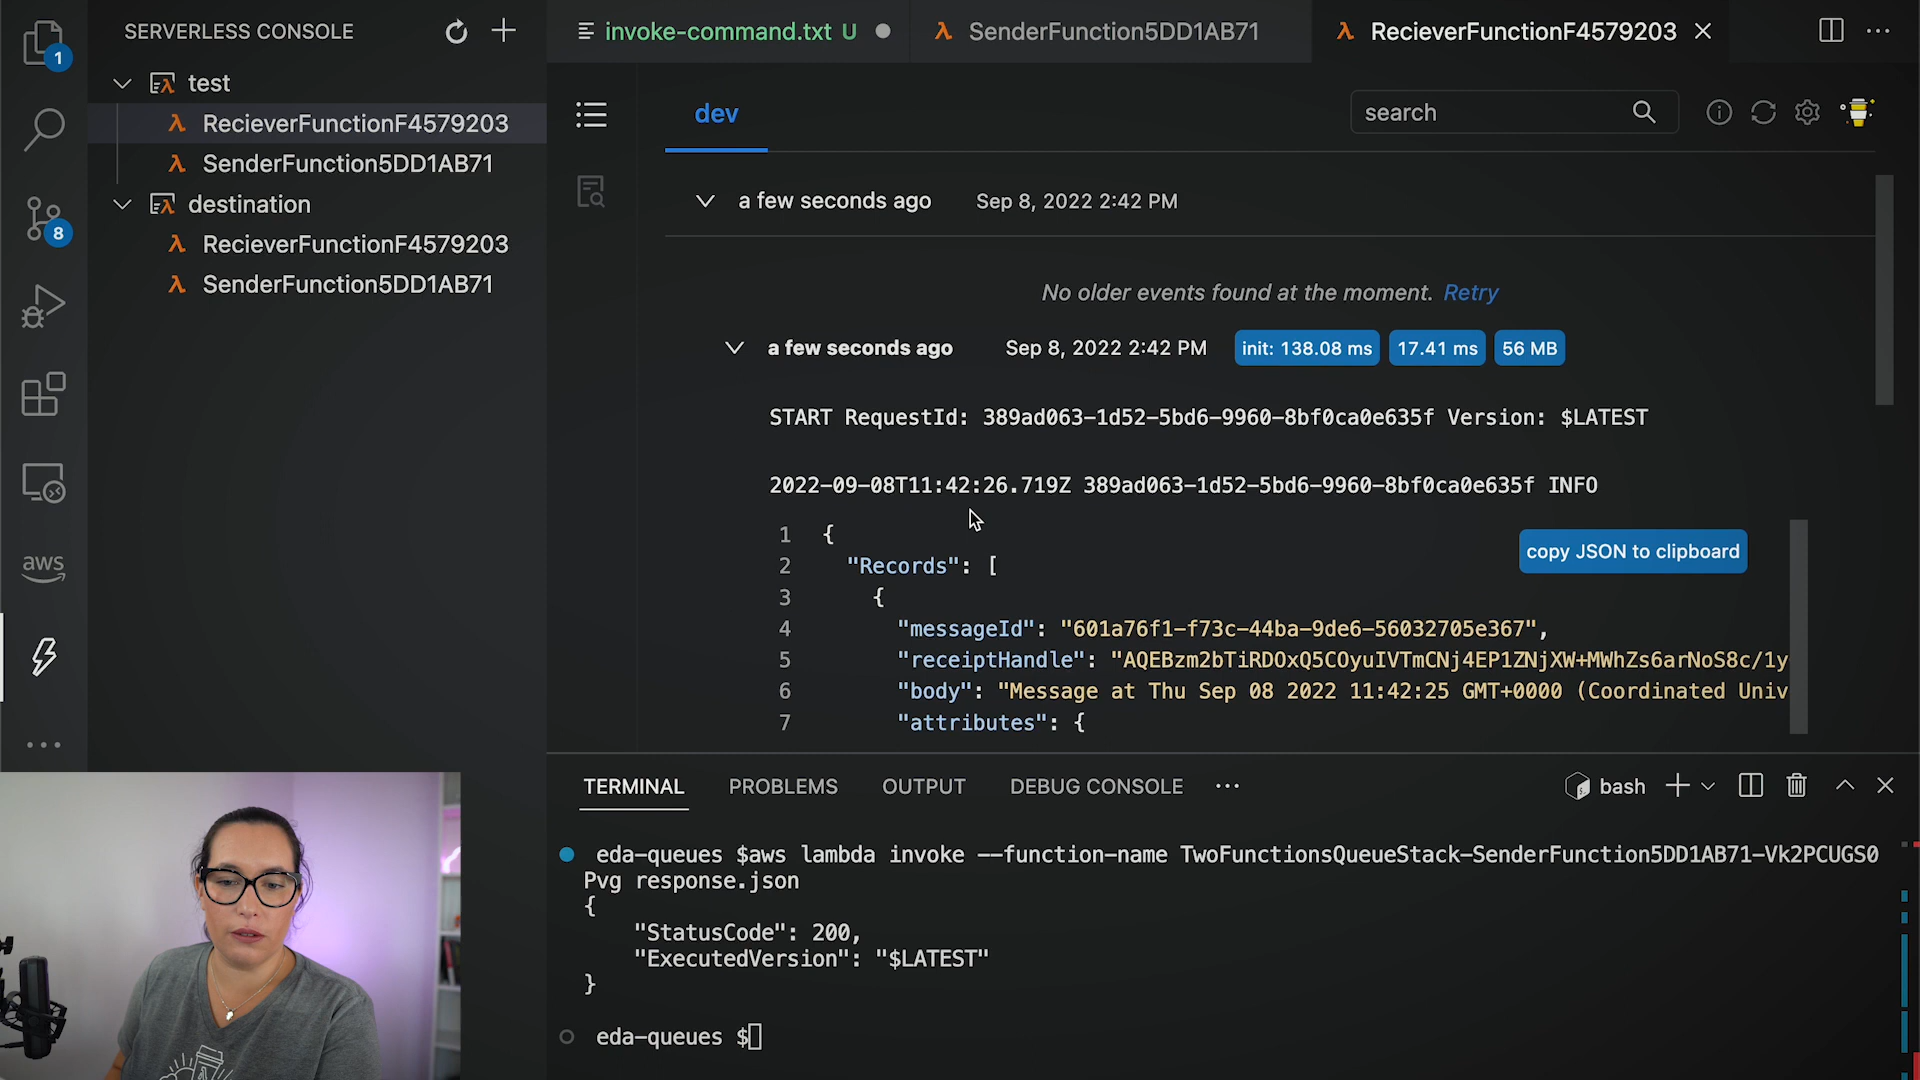 1
8
aws
SERVERLESS CONSOLE
test
RecieverFunctionF4579203
SenderFunction5DD1AB71
destination
RecieverFunctionF4579203
SenderFunction5DD1AB71
invoke-command.txt U
SenderFunction5DD1AB71
RecieverFunctionF4579203
dev
search
a few seconds ago Sep 8, 2022 2:42 PM
No older events found at the moment. Retry
a few seconds ago Sep 8, 2022 2:42 PM init: 138.08 ms 17.41 ms 56 MB
START RequestId: 389ad063-1d52-5bd6-9960-8bf0ca0e635f Version: $LATEST
2022-09-08T11:42:26.719Z 389ad063-1d52-5bd6-9960-8bf0ca0e635f INFO
copy JSON to clipboard
1 {
2 "Records": [
3 {
4 "messageId": "601a76f1-f73c-44ba-9de6-56032705e367",
5 "receiptHandle": "AQEBzm2bTiRDOxQ5COyuIVTmCNj4EP1ZNjXW+MWhZs6arNoS8c/1y
6 "body": "Message at Thu Sep 08 2022 11:42:25 GMT+0000 (Coordinated Univ
7 "attributes": {
TERMINAL PROBLEMS OUTPUT DEBUG CONSOLE
bash
eda-queues $aws lambda invoke --function-name TwoFunctionsQueueStack-SenderFunction5DD1AB71-Vk2PCUGS0
Pvg response.json
{
"StatusCode": 200,
"ExecutedVersion": "$LATEST"
}
eda-queues $